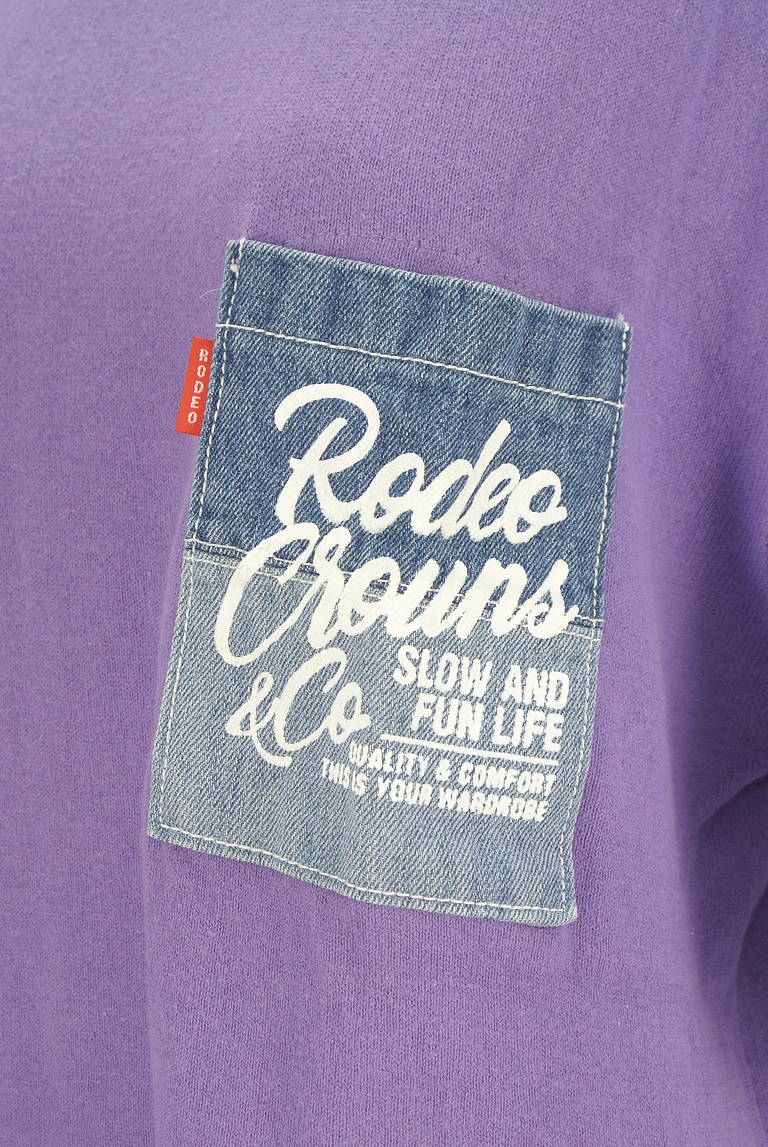 RODEO
Rodeo
Crowns
& Co
SLOW AND
FUN LIFE
QUALITY & COMFORT
THIS IS YOUR WARDROBE